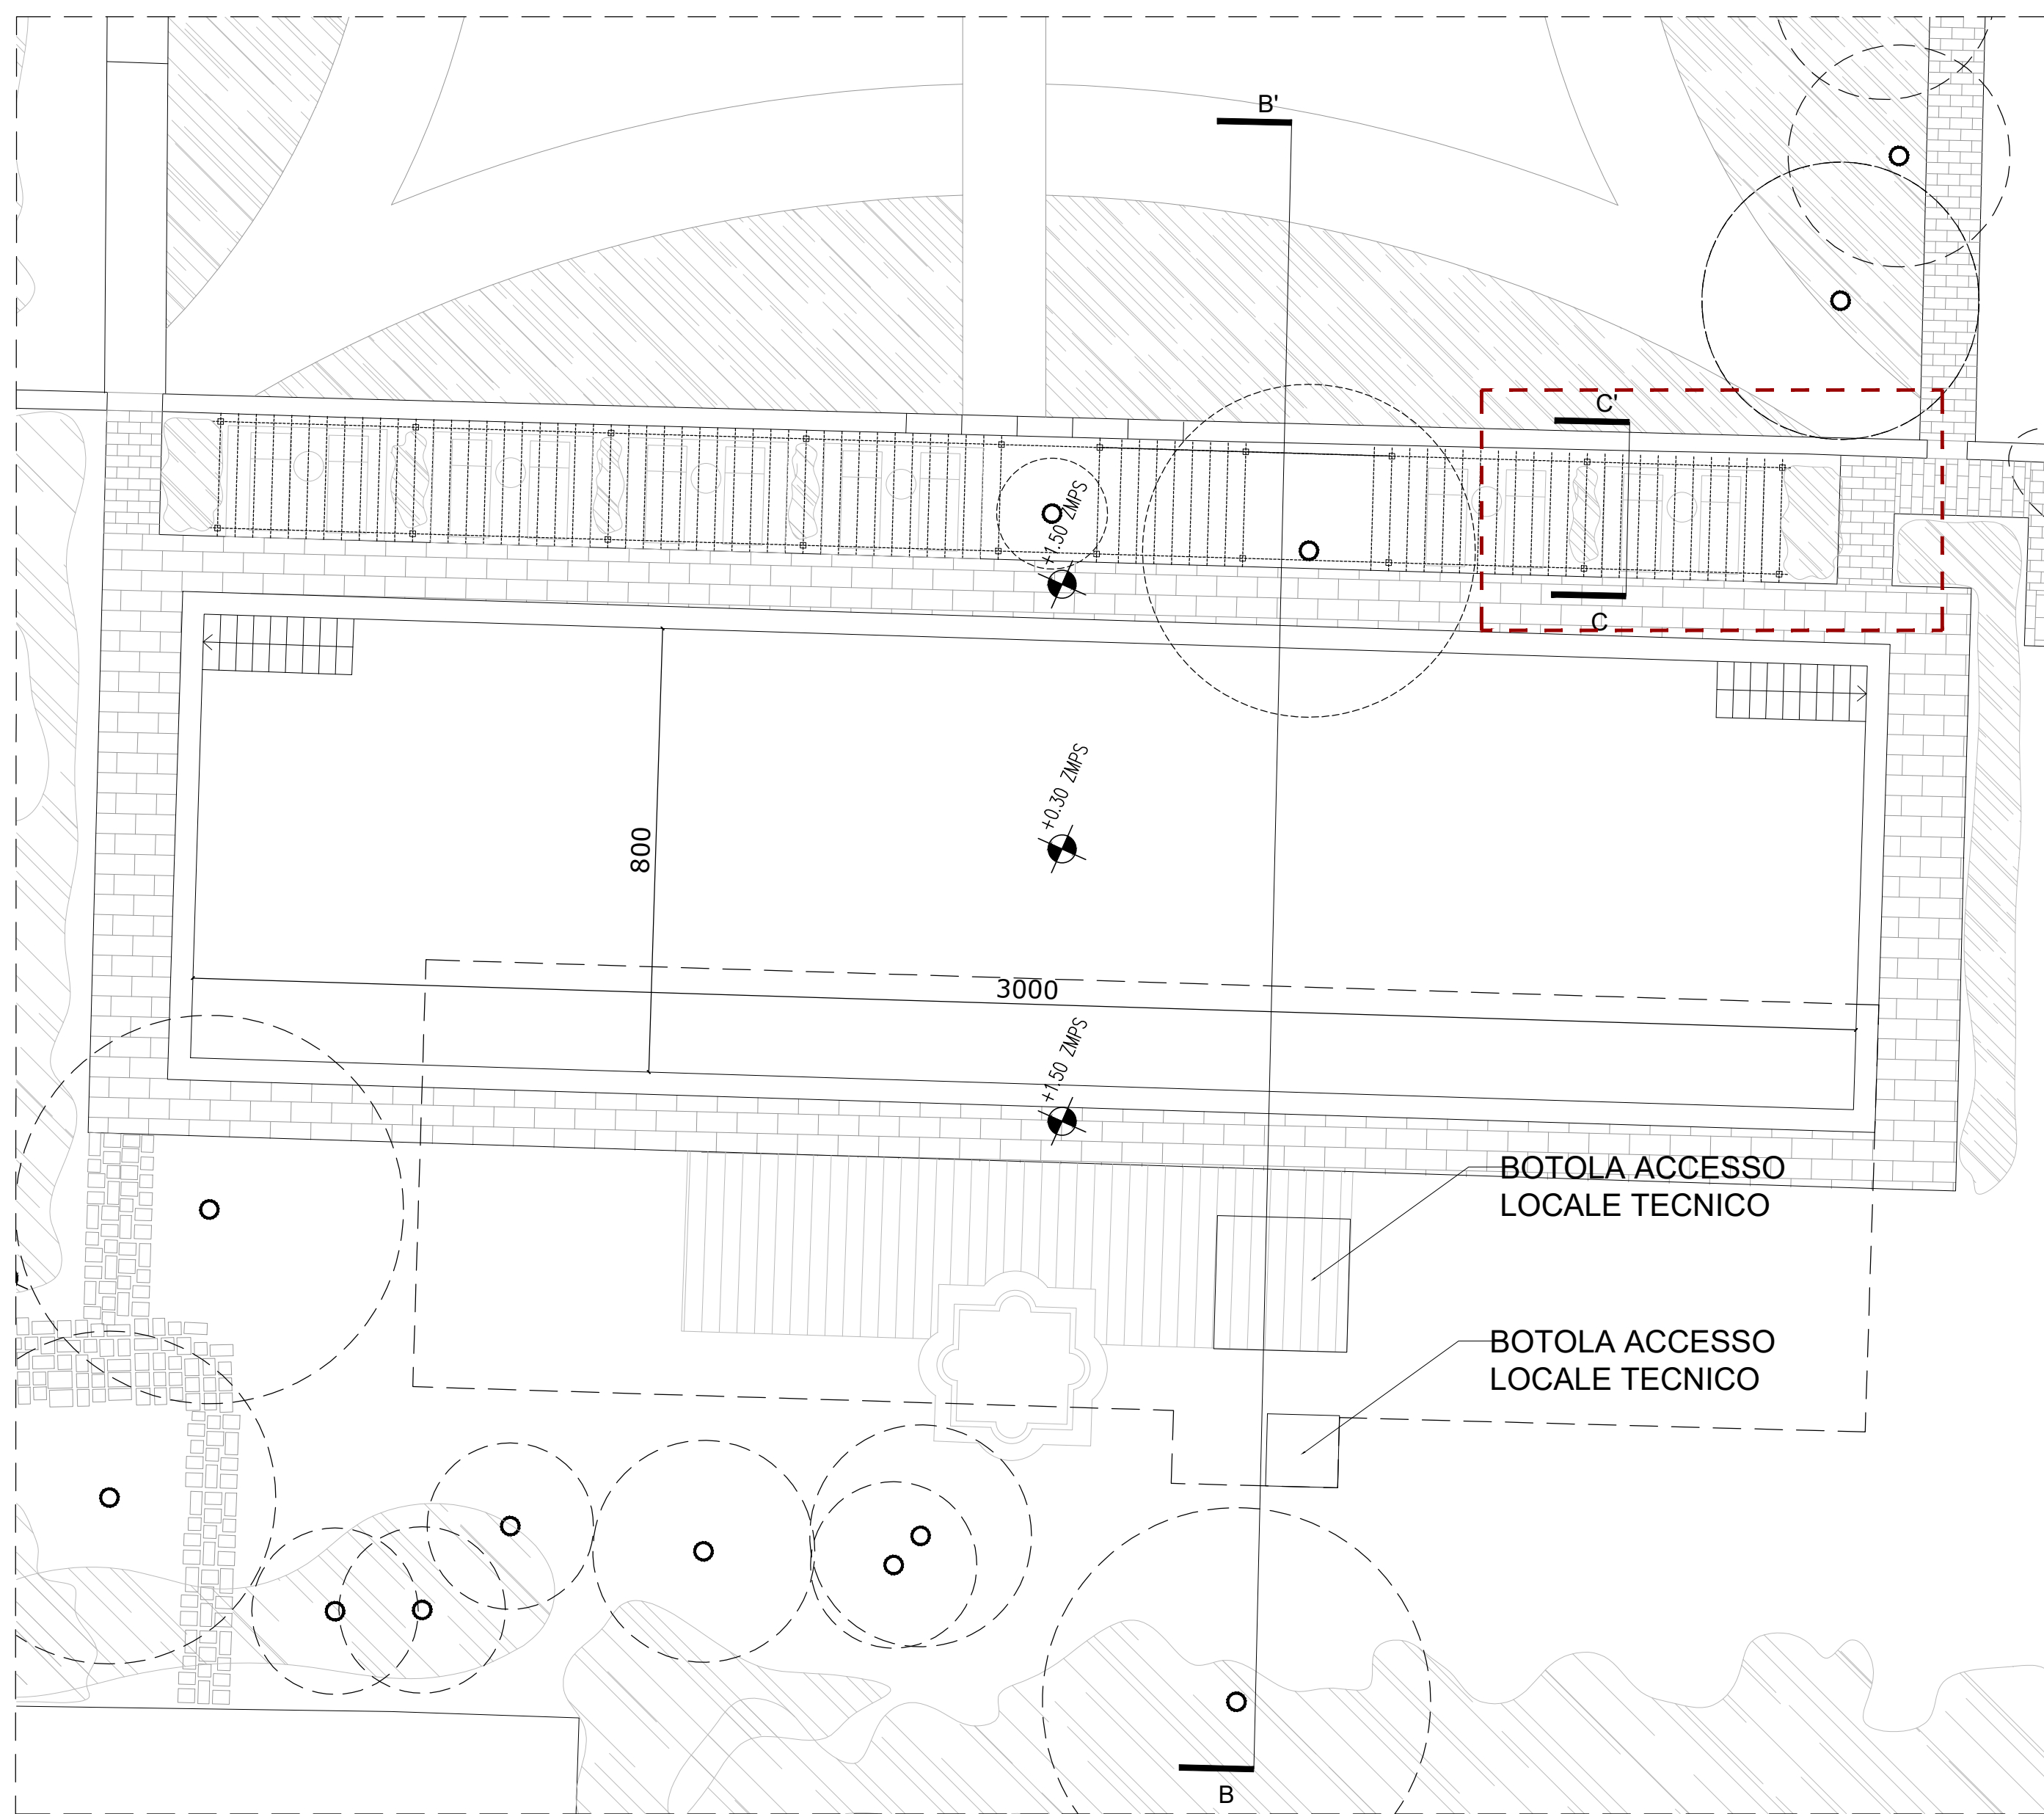 B'
C'
+1.50 ZMPS
C
+0.30 ZMPS
800
3000
+1.50 ZMPS
BOTOLA ACCESSO
LOCALE TECNICO
BOTOLA ACCESSO
LOCALE TECNICO
B